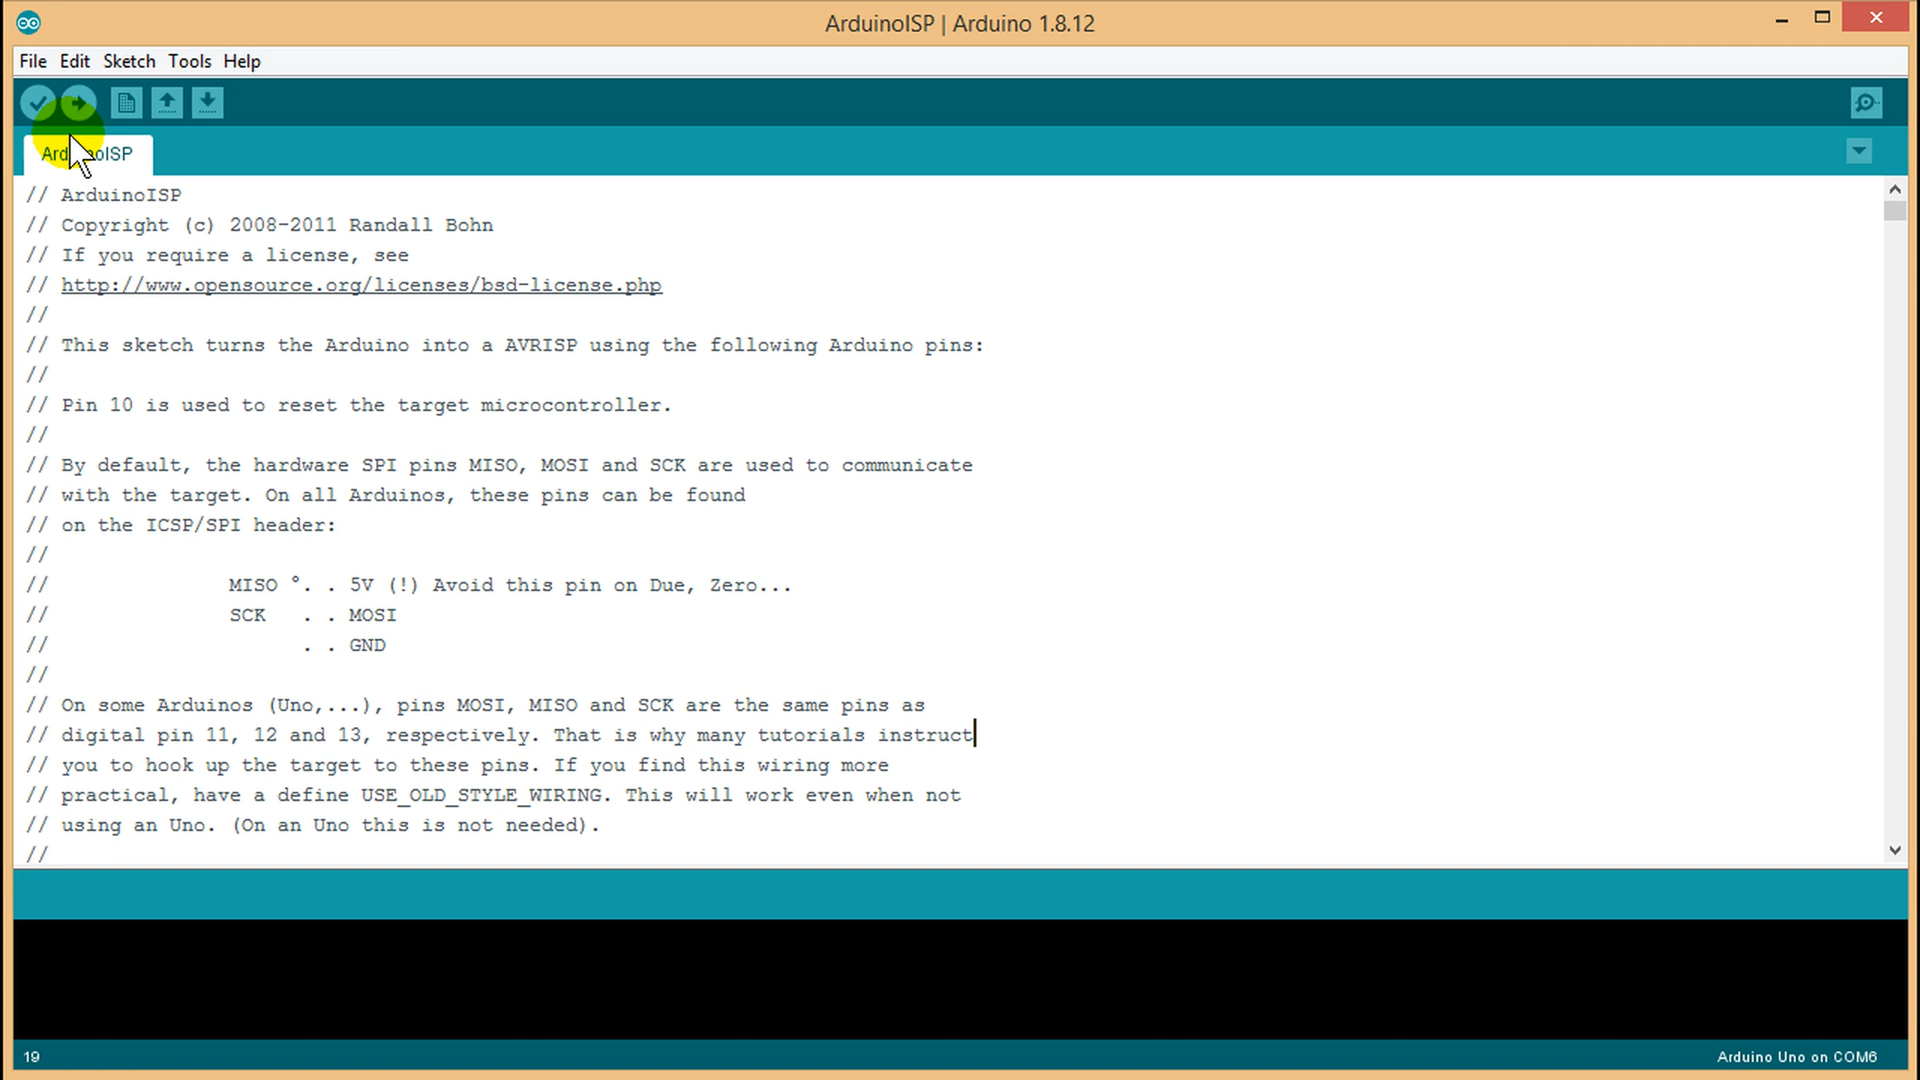 ArduinoISP | Arduino 1.8.12
File Edit Sketch Tools Help
ArduinoISP
// ArduinoISP
// Copyright (c) 2008-2011 Randall Bohn
// If you require a license, see
// http://www.opensource.org/licenses/bsd-license.php
//
// This sketch turns the Arduino into a AVRISP using the following Arduino pins:
//
// Pin 10 is used to reset the target microcontroller.
//
// By default, the hardware SPI pins MISO, MOSI and SCK are used to communicate
// with the target. On all Arduinos, these pins can be found
// on the ICSP/SPI header:
//
// MISO °. . 5V (!) Avoid this pin on Due, Zero...
// SCK . . MOSI
// . . GND
//
// On some Arduinos (Uno,...), pins MOSI, MISO and SCK are the same pins as
// digital pin 11, 12 and 13, respectively. That is why many tutorials instruct
// you to hook up the target to these pins. If you find this wiring more
// practical, have a define USE_OLD_STYLE_WIRING. This will work even when not
// using an Uno. (On an Uno this is not needed).
//
19
Arduino Uno on COM6